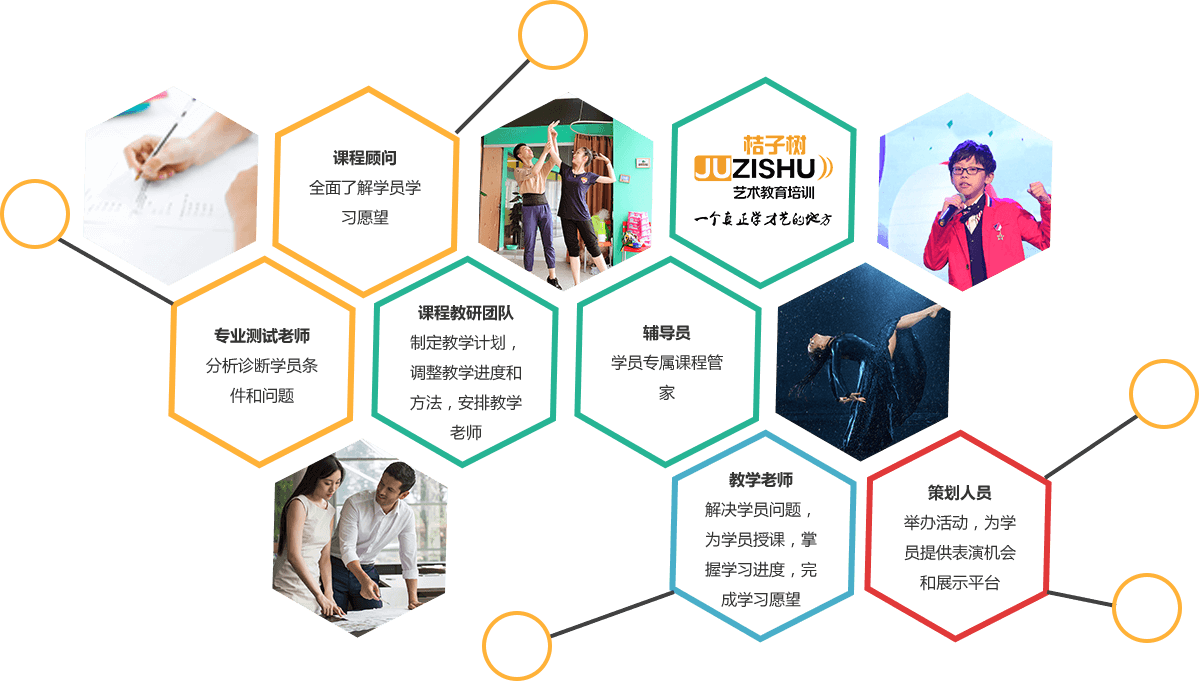 课程顾问
全面了解学员学
习愿望
桔子树
JUZISHU
艺术教育培训
一个真正学才艺的地方
专业测试老师
分析诊断学员条
件和问题
课程教研团队
制定教学计划，
调整教学进度和
方法，安排教学
老师
辅导员
学员专属课程管
家
教学老师
解决学员问题，
为学员授课，掌
握学习进度，完
成学习愿望
策划人员
举办活动，为学
员提供表演机会
和展示平台